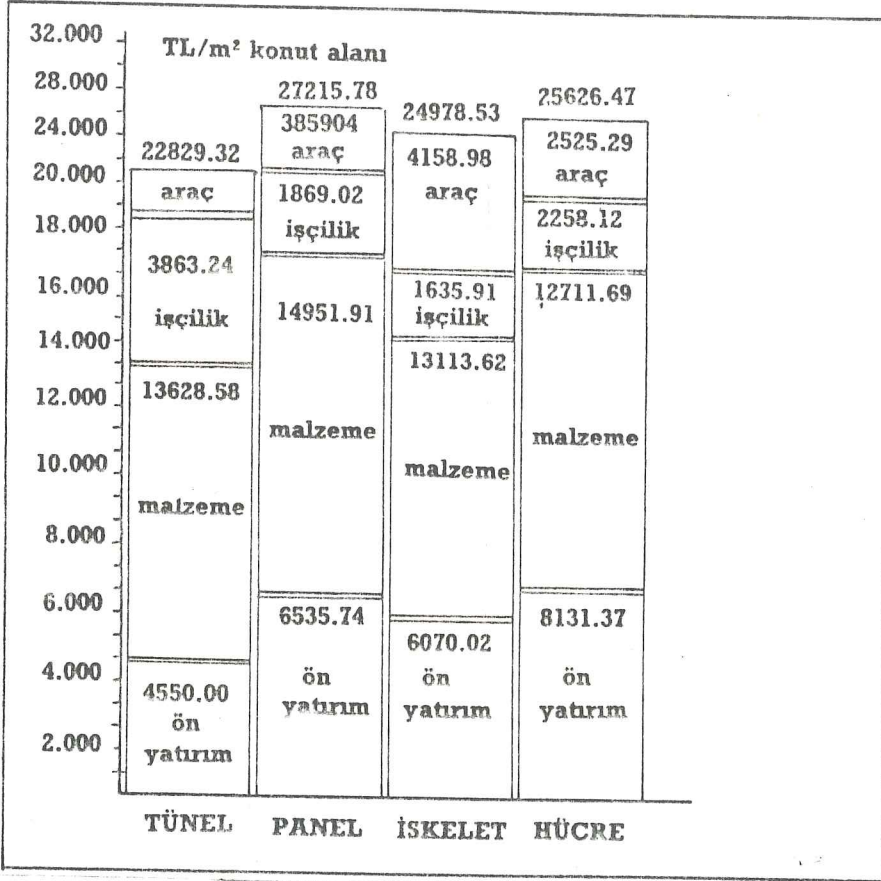 TL/m² konut alanı
32.000
28.000
24.000
20.000
18.000
16.000
14.000
12.000
10.000
8.000
6.000
4.000
2.000
22829.32
araç
3863.24
işçilik
13628.58
malzeme
4550.00
ön
yatırım
TÜNEL
27215.78
385904
araç
1869.02
işçilik
14951.91
malzeme
6535.74
ön
yatırım
PANEL
24978.53
4158.98
araç
1635.91
işçilik
13113.62
malzeme
6070.02
ön
yatırım
İSKELET
25626.47
2525.29
araç
2258.12
işçilik
12711.69
malzeme
8131.37
ön
yatırım
HÜCRE